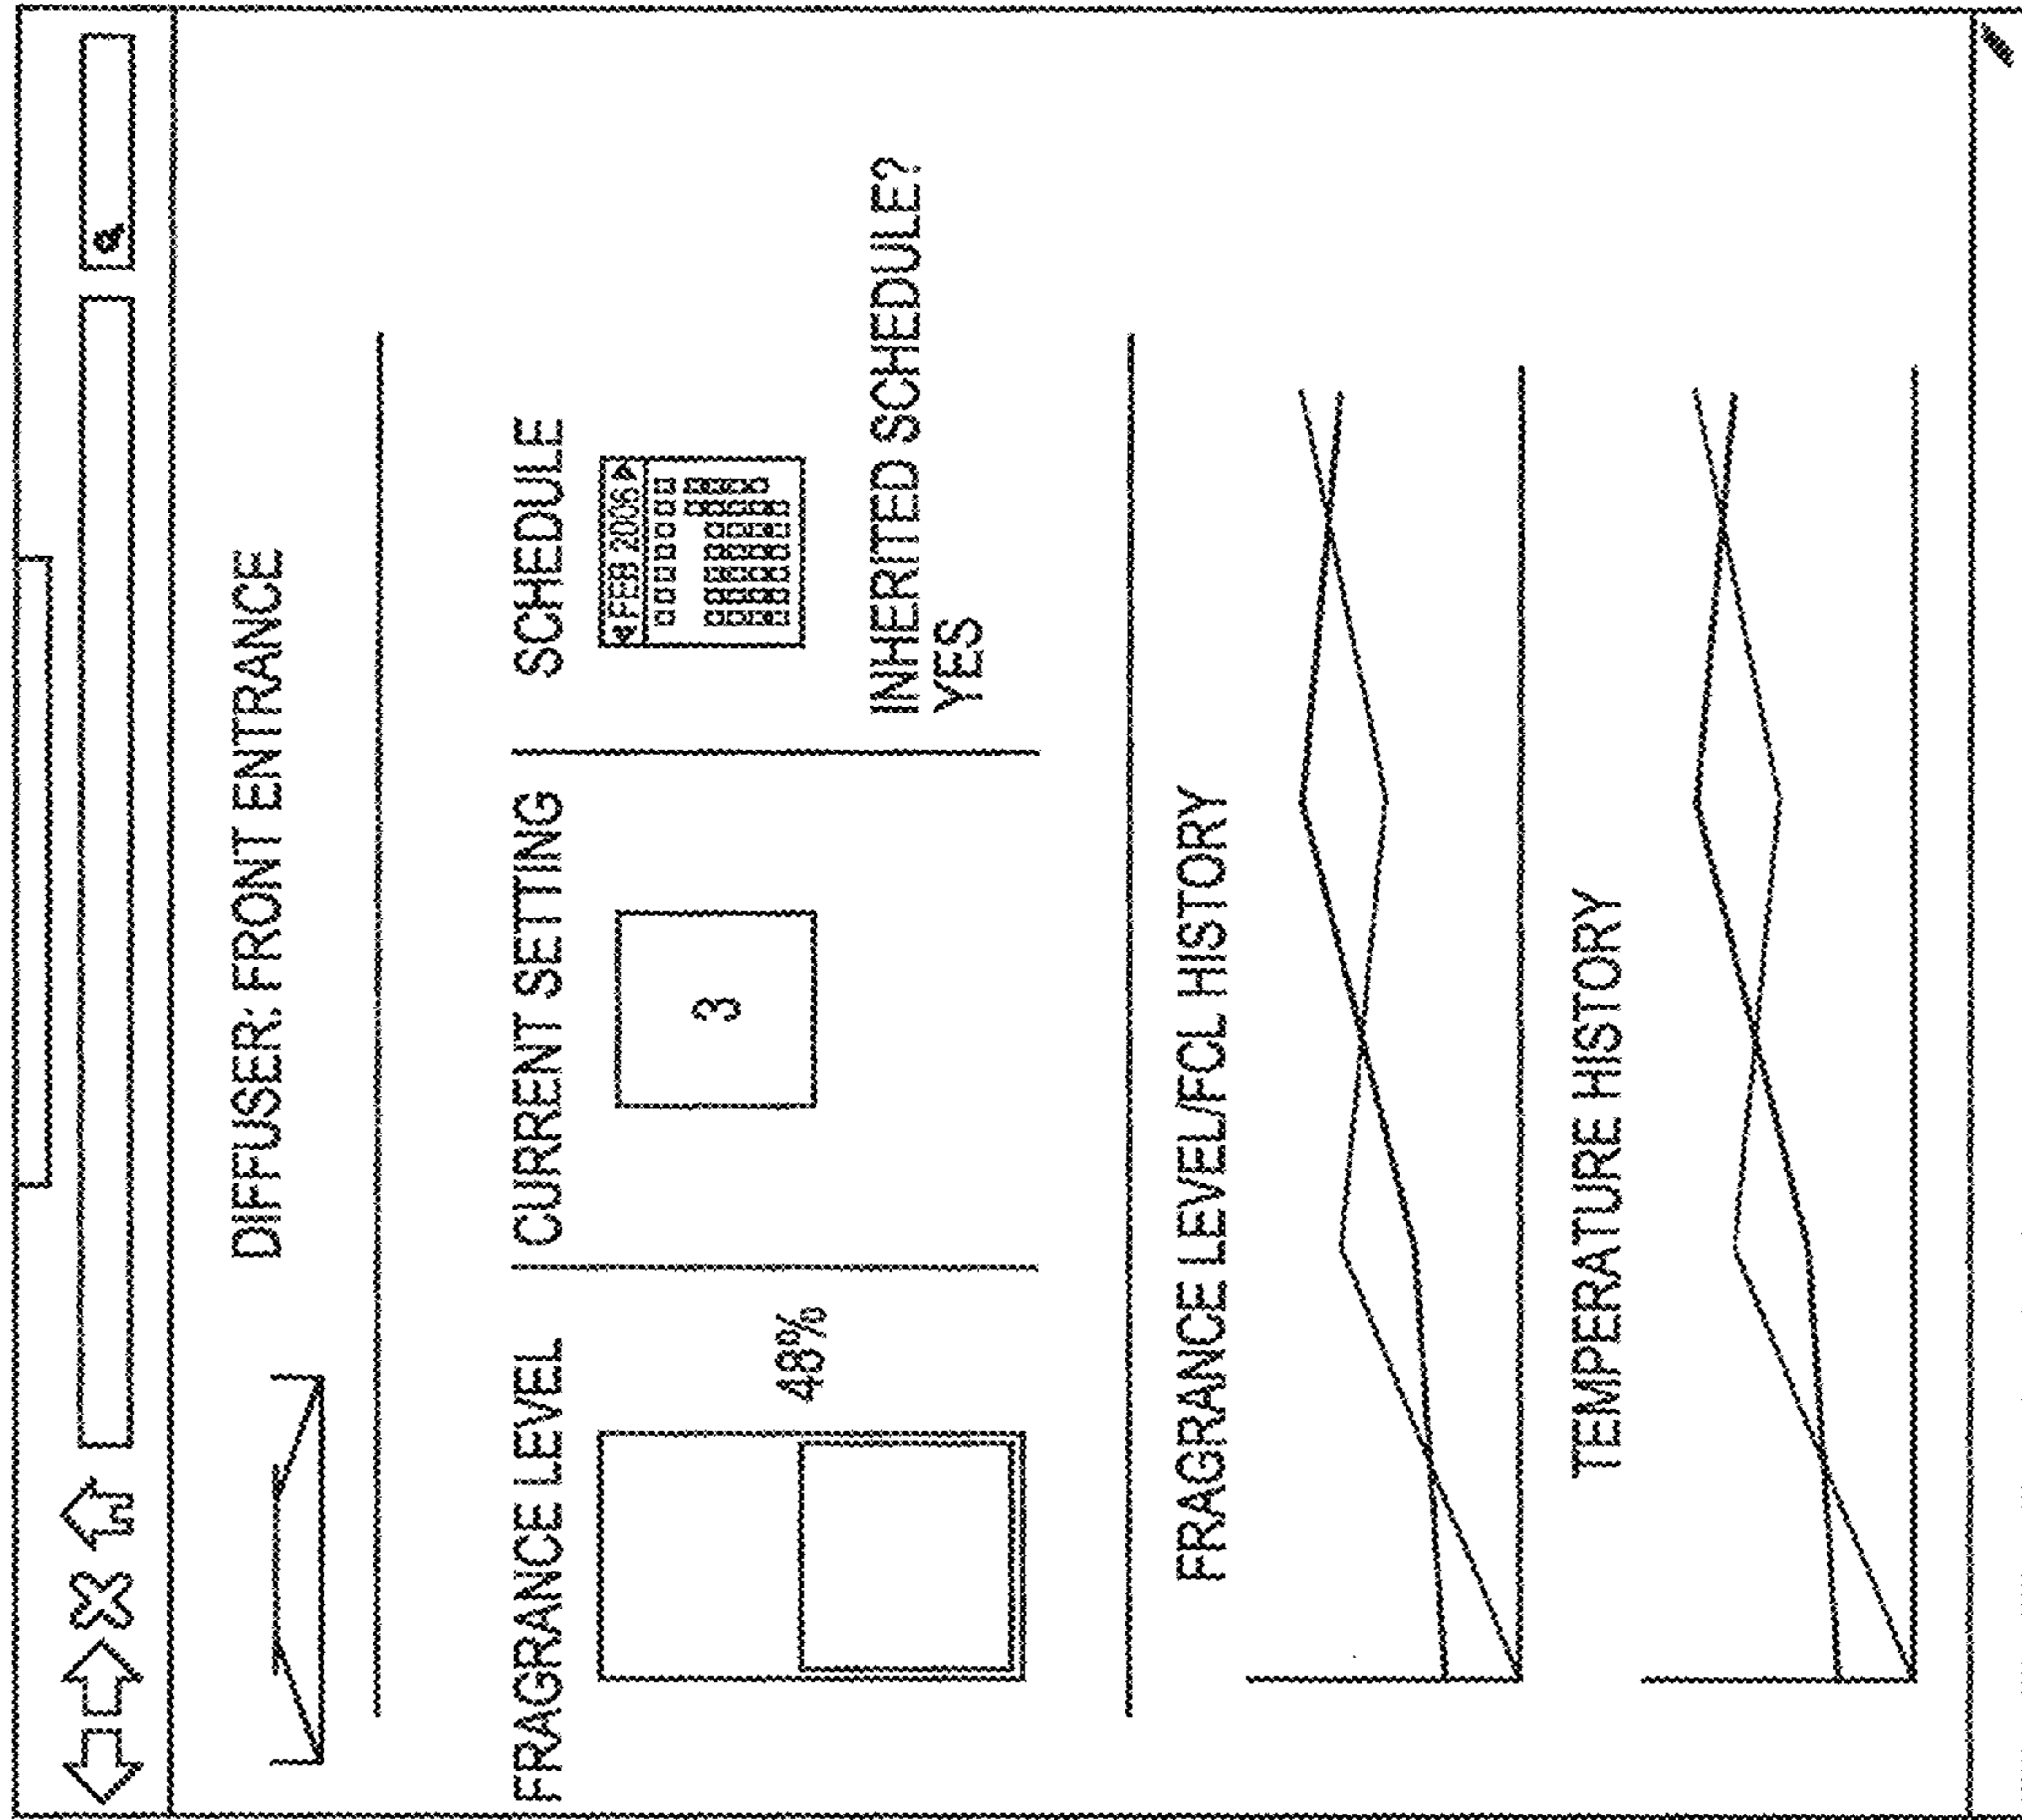 DIFFUSER: FRONT ENTRANCE
FRAGRANCE LEVEL
48%
CURRENT SETTING
3
SCHEDULE
FEB 2006
INHERITED SCHEDULE?
YES
FRAGRANCE LEVEL/FCL HISTORY
TEMPERATURE HISTORY